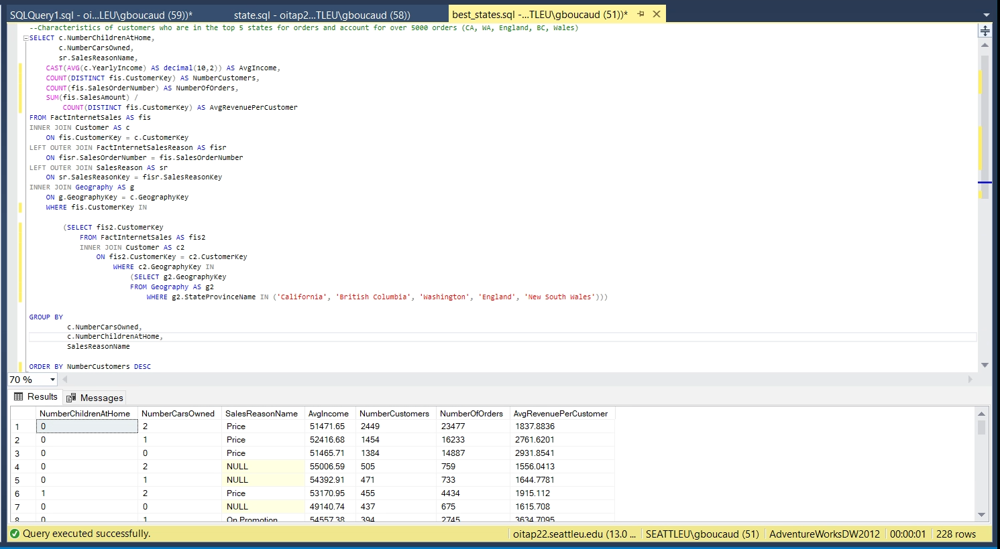 SQLQuery1.sql - oi...LEU\gboucaud (59))*    state.sql - oitap2...TLEU\gboucaud (58))    best_states.sql -...TLEU\gboucaud (51))*
--Characteristics of customers who are in the top 5 states for orders and account for over 5000 orders (CA, WA, England, BC, Wales)
SELECT c.NumberChildrenAtHome,
c.NumberCarsOwned,
sr.SalesReasonName,
CAST(AVG(c.YearlyIncome) AS decimal(10,2)) AS AvgIncome,
COUNT(DISTINCT fis.CustomerKey) AS NumberCustomers,
COUNT(fis.SalesOrderNumber) AS NumberOfOrders,
SUM(fis.SalesAmount) /
COUNT(DISTINCT fis.CustomerKey) AS AvgRevenuePerCustomer
FROM FactInternetSales AS fis
INNER JOIN Customer AS c
ON fis.CustomerKey = c.CustomerKey
LEFT OUTER JOIN FactInternetSalesReason AS fisr
ON fisr.SalesOrderNumber = fis.SalesOrderNumber
LEFT OUTER JOIN SalesReason AS sr
ON sr.SalesReasonKey = fisr.SalesReasonKey
INNER JOIN Geography AS g
ON g.GeographyKey = c.GeographyKey
WHERE fis.CustomerKey IN
(SELECT fis2.CustomerKey
FROM FactInternetSales AS fis2
INNER JOIN Customer AS c2
ON fis2.CustomerKey = c2.CustomerKey
WHERE c2.GeographyKey IN
(SELECT g2.GeographyKey
FROM Geography AS g2
WHERE g2.StateProvinceName IN ('California', 'British Columbia', 'Washington', 'England', 'New South Wales')))
GROUP BY
c.NumberCarsOwned,
c.NumberChildrenAtHome,
SalesReasonName
ORDER BY NumberCustomers DESC
70 %
Results    Messages
NumberChildrenAtHome    NumberCarsOwned    SalesReasonName    AvgIncome    NumberCustomers    NumberOfOrders    AvgRevenuePerCustomer
1    0    2    Price    51471.65    2449    23477    1837.8836
2    0    1    Price    52416.68    1454    16233    2761.6201
3    0    0    Price    51465.71    1384    14887    2931.8541
4    0    2    NULL    55006.59    505    759    1556.0413
5    0    1    NULL    54392.91    471    733    1644.7781
6    1    2    Price    53170.95    455    4434    1915.112
7    0    0    NULL    49140.74    437    675    1615.708
8    0    1    On Promotion    54557.38    394    2745    3634.7095
Query executed successfully.    oitap22.seattleu.edu (13.0 ...    SEATTLEU\gboucaud (51)    AdventureWorksDW2012    00:00:01    228 rows